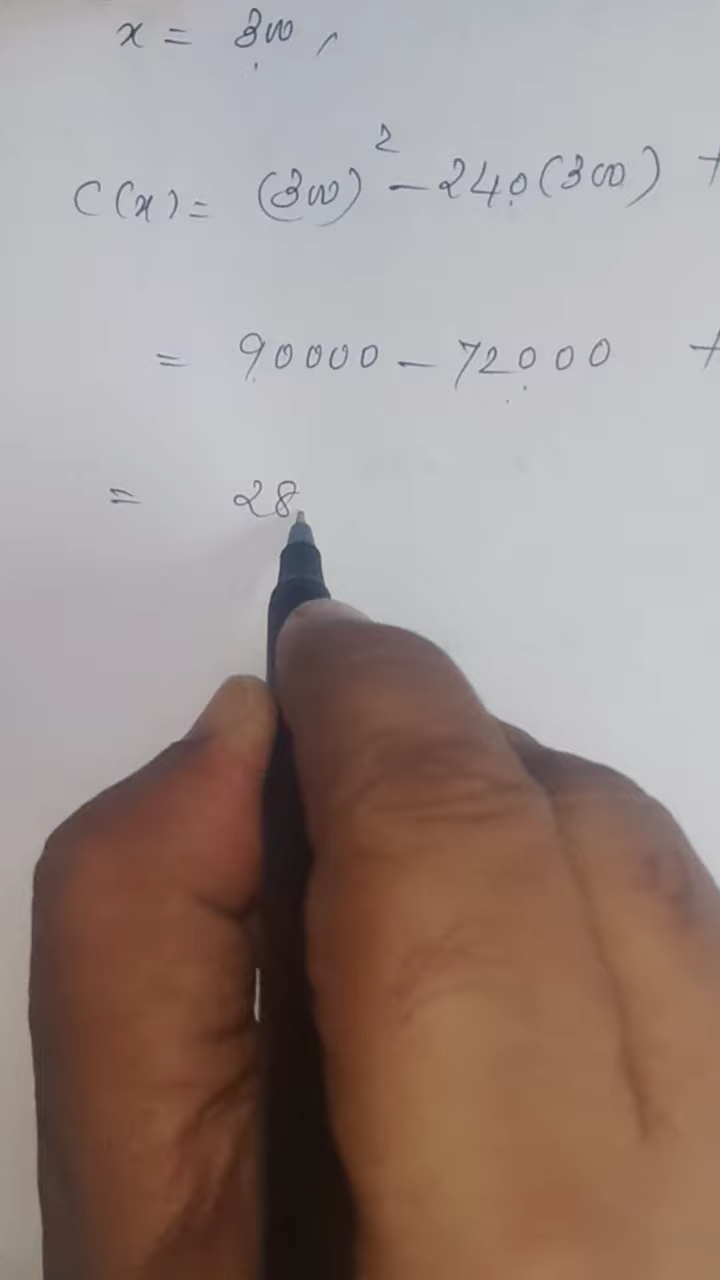 x = 300,
C(x) = (300)² - 240(300) +
= 90000 - 72000 +
= 28